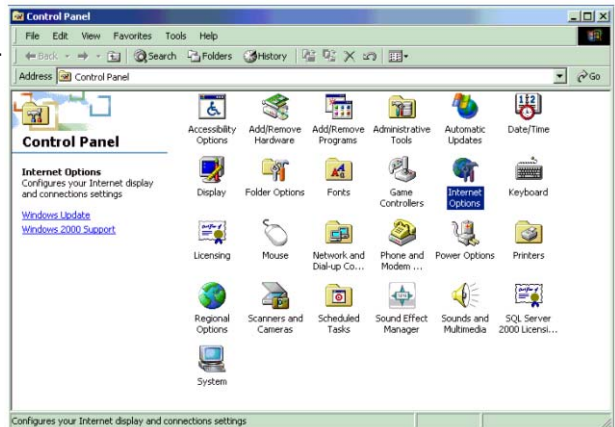 Control Panel
File Edit View Favorites Tools Help
Back Search Folders History
Address Control Panel Go
Control Panel
Internet Options
Configures your Internet display
and connections settings
Windows Update
Windows 2000 Support
Accessibility
Options
Add/Remove
Hardware
Add/Remove
Programs
Administrative
Tools
Automatic
Updates
Date/Time
Display
Folder Options
Fonts
Game
Controllers
Internet
Options
Keyboard
Licensing
Mouse
Network and
Dial-up Co...
Phone and
Modem ...
Power Options
Printers
Regional
Options
Scanners and
Cameras
Scheduled
Tasks
Sound Effect
Manager
Sounds and
Multimedia
SQL Server
2000 Licensi...
System
Configures your Internet display and connections settings